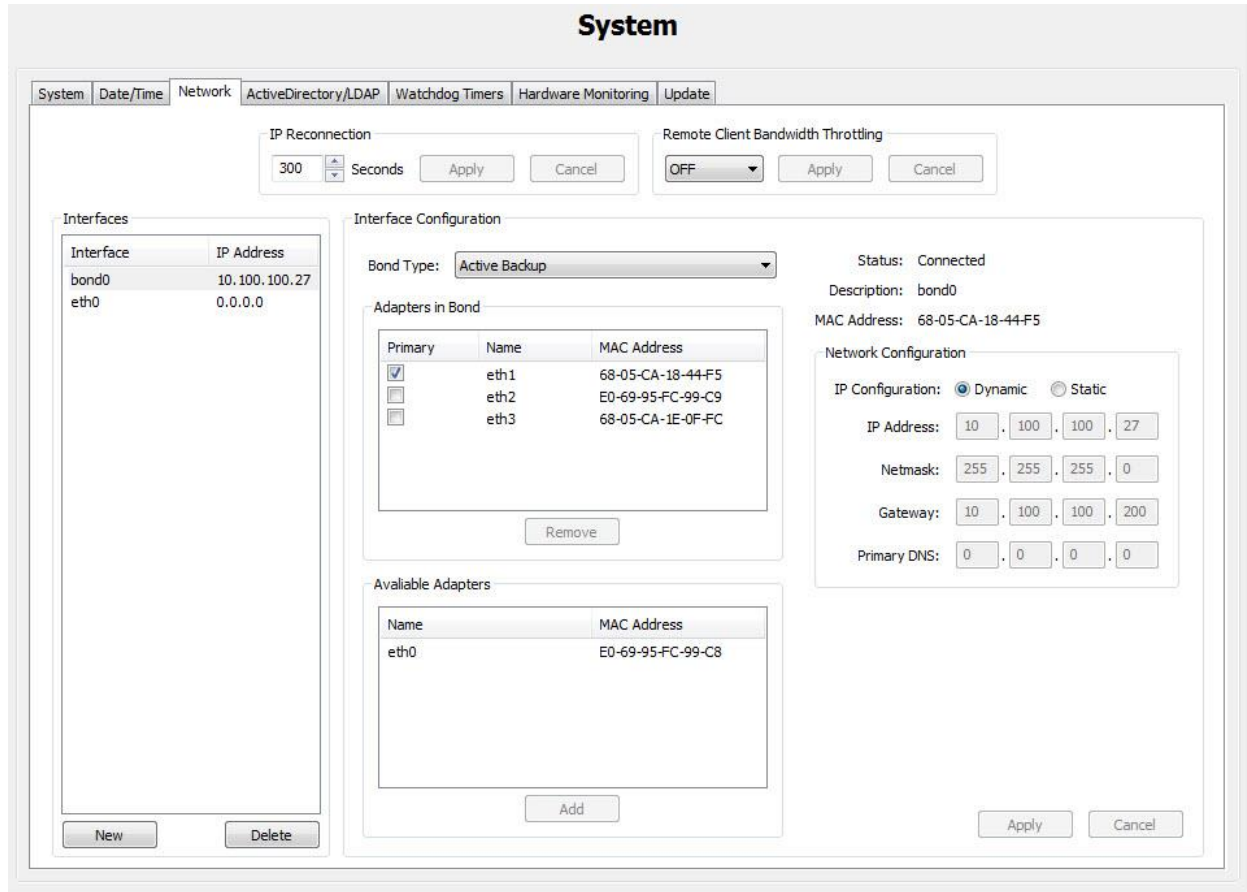 System
System Date/Time Network ActiveDirectory/LDAP Watchdog Timers Hardware Monitoring Update
IP Reconnection
300 Seconds Apply Cancel
Remote Client Bandwidth Throttling
OFF Apply Cancel
Interfaces
Interface IP Address
bond0 10.100.100.27
eth0 0.0.0.0
New Delete
Interface Configuration
Bond Type: Active Backup
Adapters in Bond
Primary Name MAC Address
eth1 68-05-CA-18-44-F5
eth2 E0-69-95-FC-99-C9
eth3 68-05-CA-1E-0F-FC
Remove
Avaliable Adapters
Name MAC Address
eth0 E0-69-95-FC-99-C8
Add
Status: Connected
Description: bond0
MAC Address: 68-05-CA-18-44-F5
Network Configuration
IP Configuration: Dynamic Static
IP Address: 10 . 100 . 100 . 27
Netmask: 255 . 255 . 255 . 0
Gateway: 10 . 100 . 100 . 200
Primary DNS: 0 . 0 . 0 . 0
Apply Cancel